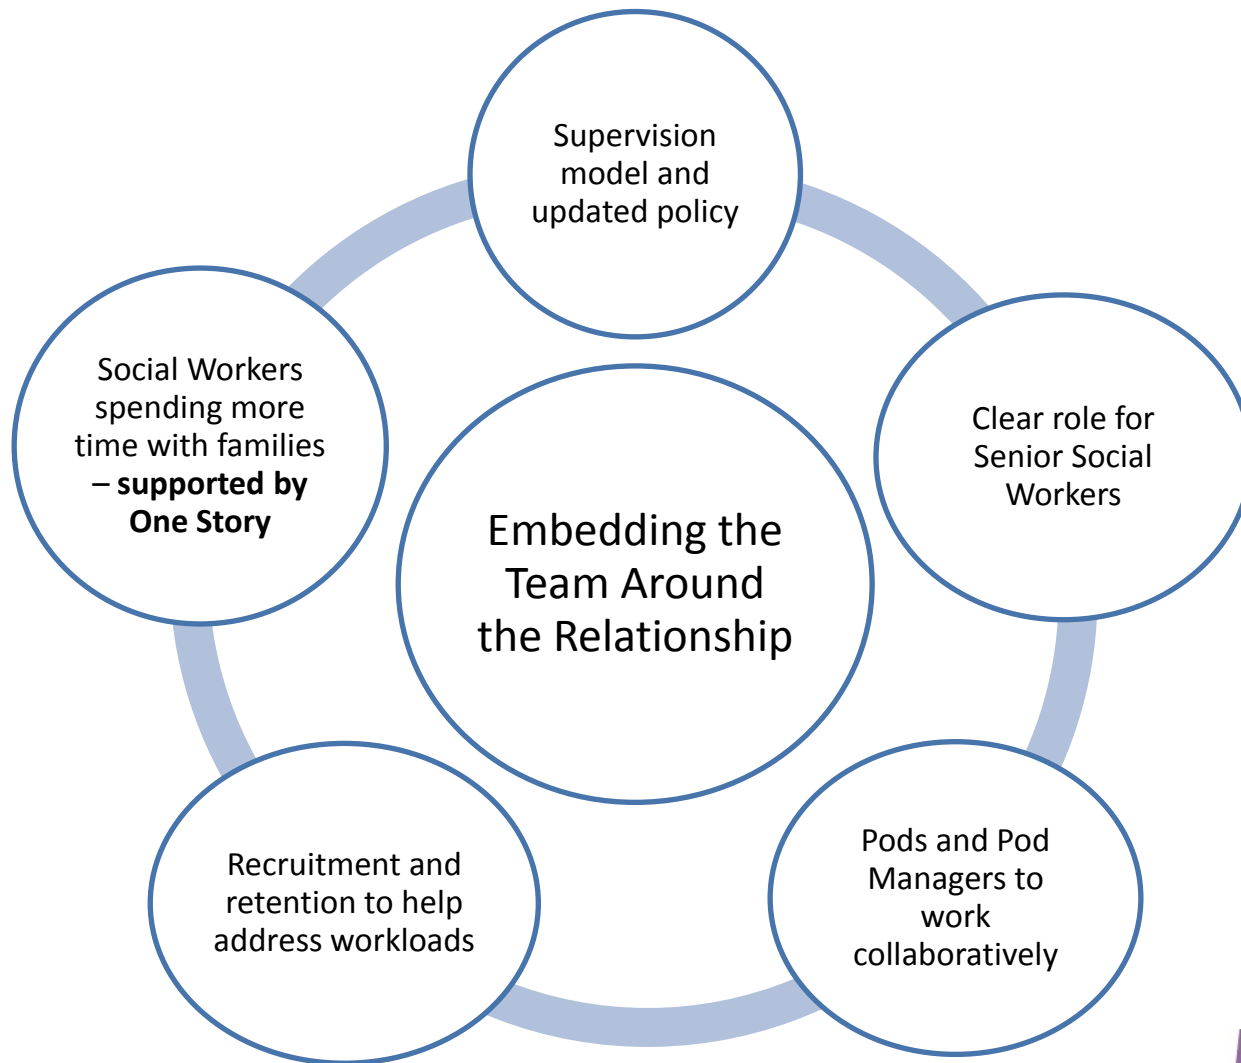 Supervision
model and
updated policy
Clear role for
Senior Social
Workers
Pods and Pod
Managers to
work
collaboratively
Recruitment and
retention to help
address workloads
Social Workers
spending more
time with families
– supported by
One Story
Embedding the
Team Around
the Relationship